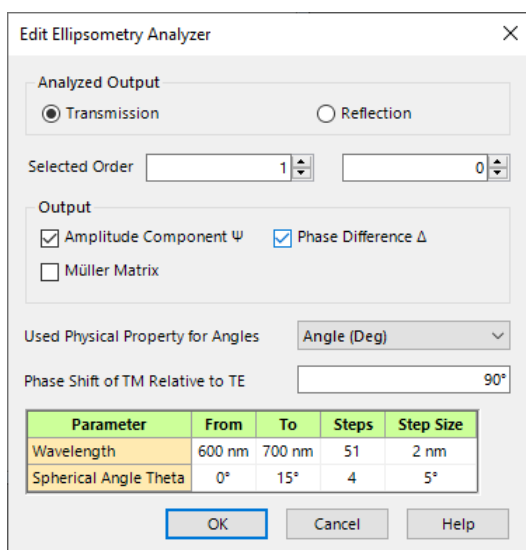 Edit Ellipsometry Analyzer
Analyzed Output
Transmission Reflection
Selected Order 1 0
Output
Amplitude Component Ψ Phase Difference Δ
Müller Matrix
Used Physical Property for Angles Angle (Deg)
Phase Shift of TM Relative to TE 90°
Parameter From To Steps Step Size
Wavelength 600 nm 700 nm 51 2 nm
Spherical Angle Theta 0° 15° 4 5°
OK Cancel Help